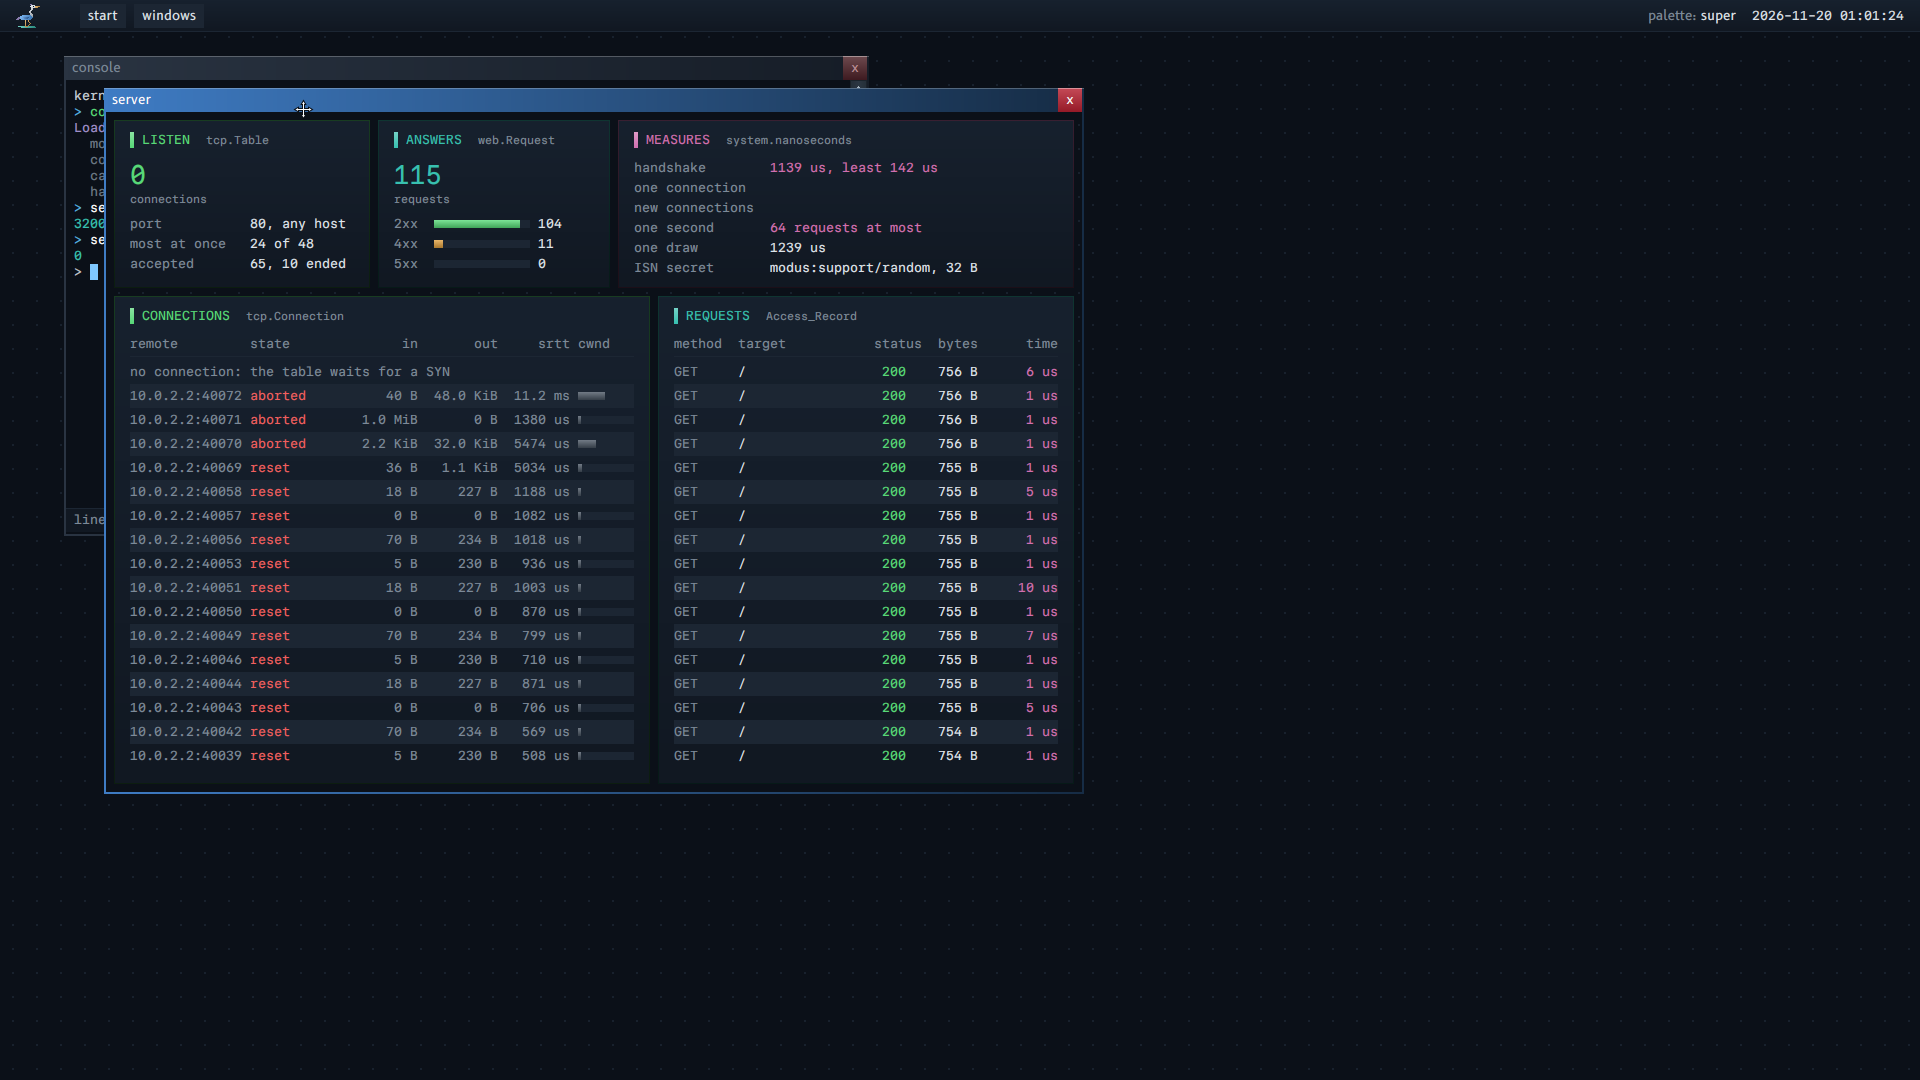 start windows palette: super 2026-11-20 01:01:24
console x
kern
> co
Load
mo
co
ca
ha
> se
3200
> se
0
>
line
server x
LISTEN tcp.Table
0
connections
port 80, any host
most at once 24 of 48
accepted 65, 10 ended
ANSWERS web.Request
115
requests
2xx 104
4xx 11
5xx 0
MEASURES system.nanoseconds
handshake 1139 us, least 142 us
one connection
new connections
one second 64 requests at most
one draw 1239 us
ISN secret modus:support/random, 32 B
CONNECTIONS tcp.Connection
remote state in out srtt cwnd
no connection: the table waits for a SYN
10.0.2.2:40072 aborted 40 B 48.0 KiB 11.2 ms
10.0.2.2:40071 aborted 1.0 MiB 0 B 1380 us
10.0.2.2:40070 aborted 2.2 KiB 32.0 KiB 5474 us
10.0.2.2:40069 reset 36 B 1.1 KiB 5034 us
10.0.2.2:40058 reset 18 B 227 B 1188 us
10.0.2.2:40057 reset 0 B 0 B 1082 us
10.0.2.2:40056 reset 70 B 234 B 1018 us
10.0.2.2:40053 reset 5 B 230 B 936 us
10.0.2.2:40051 reset 18 B 227 B 1003 us
10.0.2.2:40050 reset 0 B 0 B 870 us
10.0.2.2:40049 reset 70 B 234 B 799 us
10.0.2.2:40046 reset 5 B 230 B 710 us
10.0.2.2:40044 reset 18 B 227 B 871 us
10.0.2.2:40043 reset 0 B 0 B 706 us
10.0.2.2:40042 reset 70 B 234 B 569 us
10.0.2.2:40039 reset 5 B 230 B 508 us
REQUESTS Access_Record
method target status bytes time
GET / 200 756 B 6 us
GET / 200 756 B 1 us
GET / 200 756 B 1 us
GET / 200 756 B 1 us
GET / 200 755 B 1 us
GET / 200 755 B 5 us
GET / 200 755 B 1 us
GET / 200 755 B 1 us
GET / 200 755 B 1 us
GET / 200 755 B 10 us
GET / 200 755 B 1 us
GET / 200 755 B 7 us
GET / 200 755 B 1 us
GET / 200 755 B 1 us
GET / 200 755 B 5 us
GET / 200 754 B 1 us
GET / 200 754 B 1 us